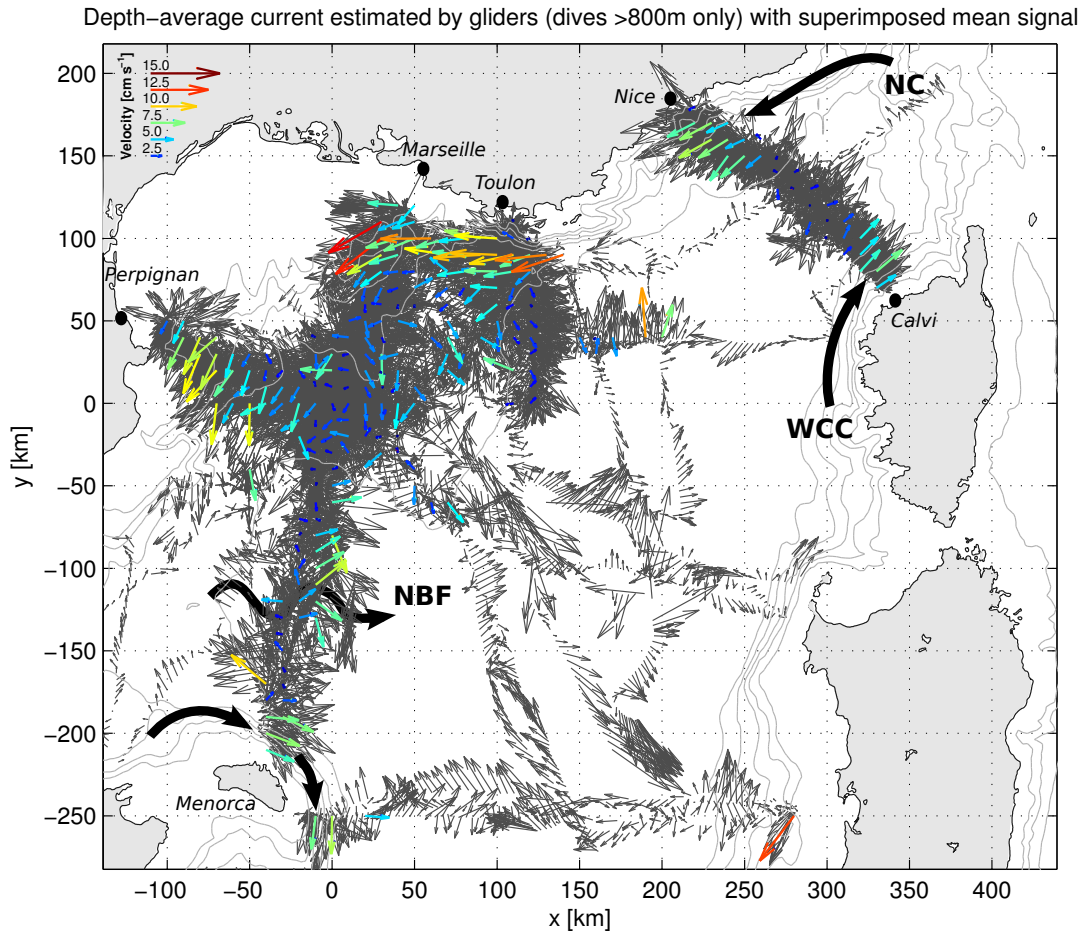 Depth−average current estimated by gliders (dives >800m only) with superimposed mean signal
Velocity [cm s⁻¹]
15.0
12.5
10.0
7.5
5.0
2.5
Nice
NC
Marseille
Toulon
Perpignan
Calvi
WCC
NBF
Menorca
200
150
100
50
0
−50
−100
−150
−200
−250
y [km]
−100 −50 0 50 100 150 200 250 300 350 400
x [km]